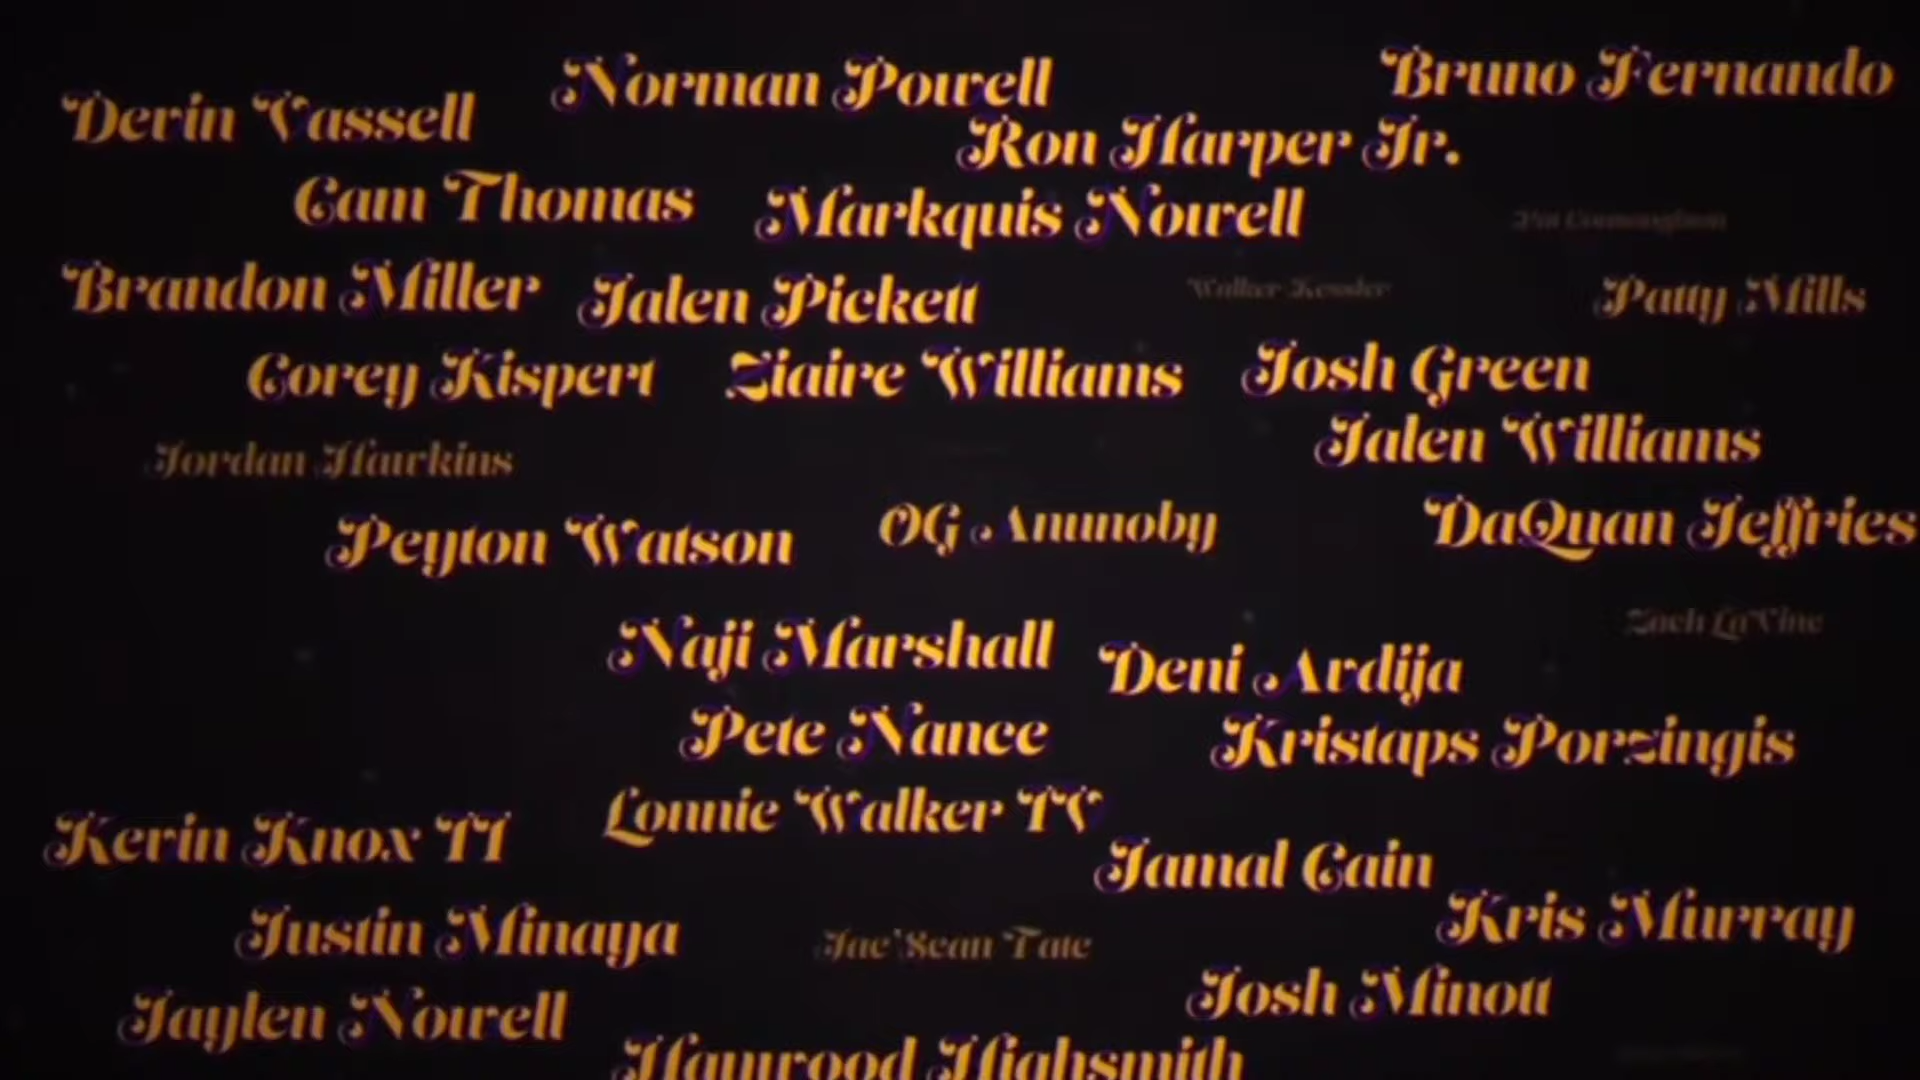 Norman Powell
Bruno Fernando
Devin Vassell
Ron Harper Jr.
Cam Thomas
Markquis Nowell
Brandon Miller
Jalen Pickett
Walker Kessler
Patty Mills
Corey Kispert
Ziaire Williams
Josh Green
Jalen Williams
Jordan Hawkins
Peyton Watson
OG Anunoby
DaQuan Jeffries
Zach LaVine
Naji Marshall
Deni Avdija
Pete Nance
Kristaps Porzingis
Lonnie Walker IV
Kevin Knox II
Jamal Cain
Kris Murray
Justin Minaya
Jae'Sean Tate
Josh Minott
Jaylen Nowell
Haywood Highsmith